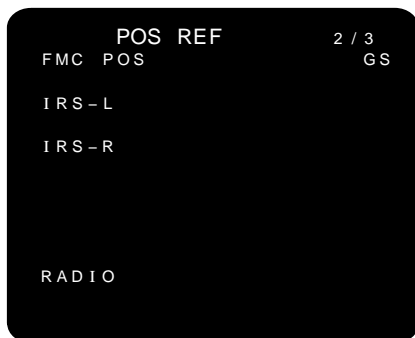 POS REF 2/3
FMC POS GS
IRS-L
IRS-R
RADIO